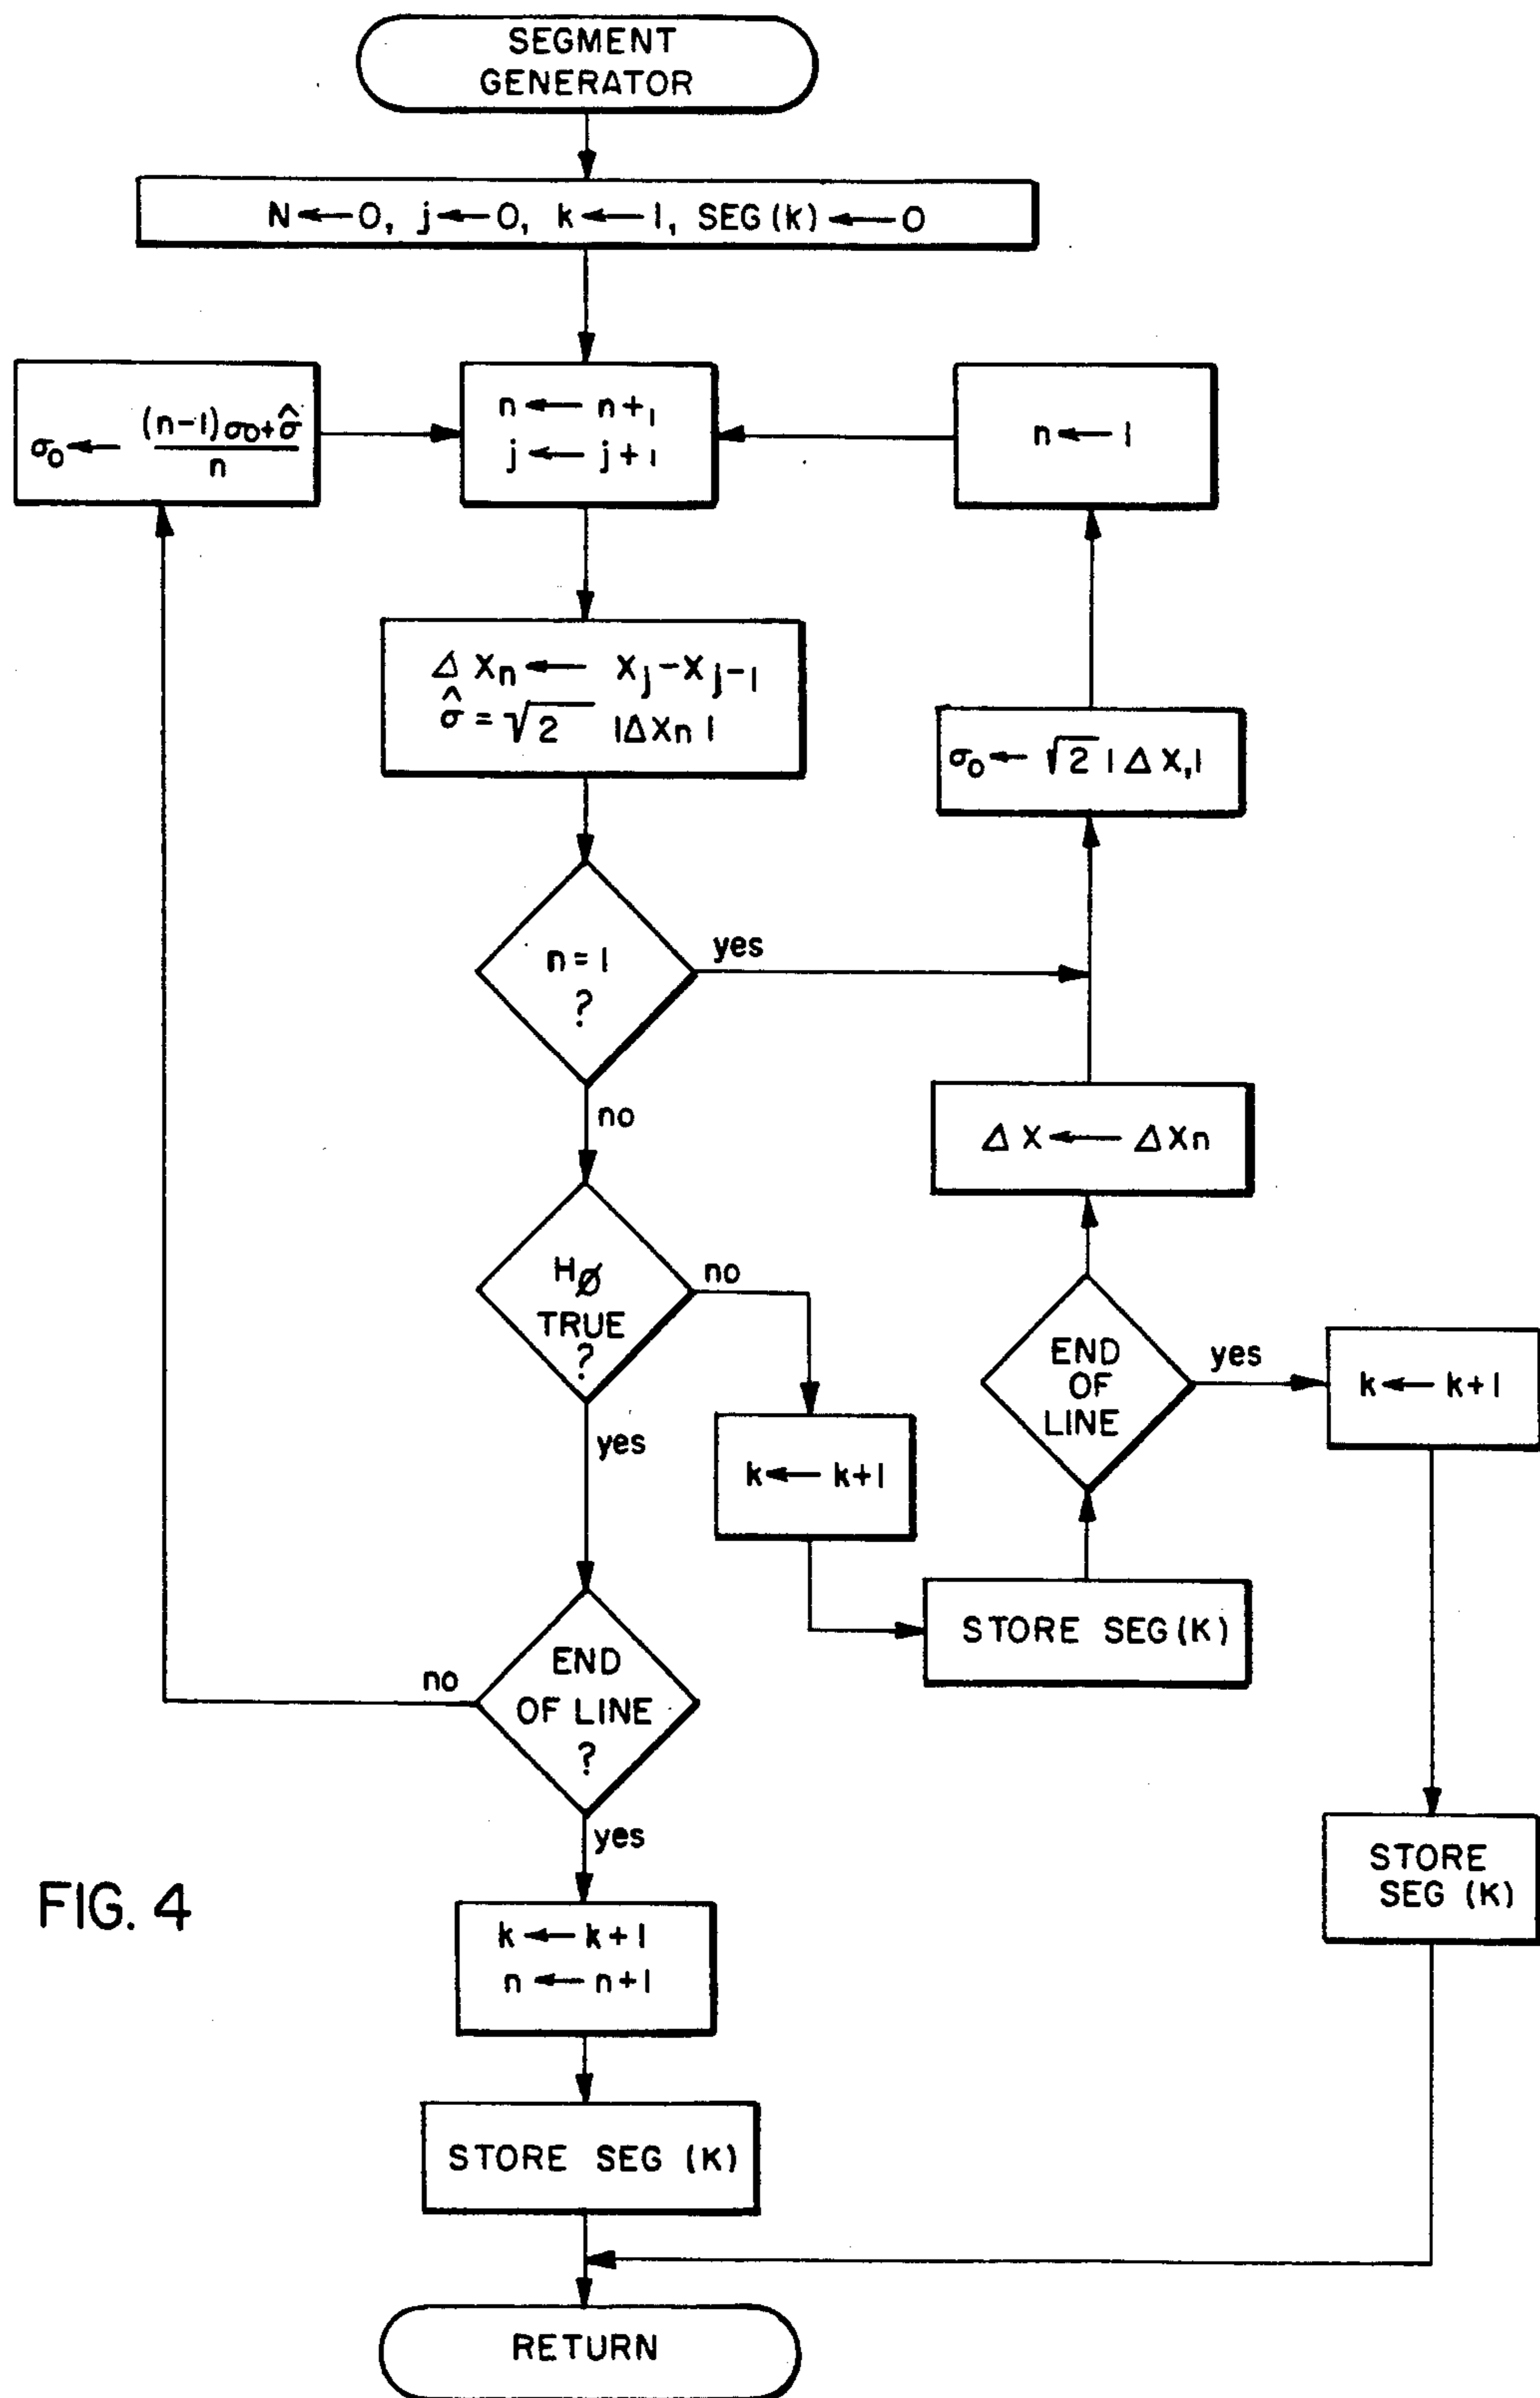 SEGMENT
GENERATOR
N ← 0, j ← 0, k ← 1, SEG (k) ← 0
σ₀ ← (n-1)σ₀+σ̂
n
n ← n+1
j ← j+1
n ← 1
Δ Xn ← Xj-Xj-1
σ̂ = √2 |ΔXn|
σ₀ ← √2 |Δ X,|
n = 1
?
yes
no
Δ X ← Δ Xn
HØ
TRUE
?
no
yes
END
OF
LINE
yes
k ← k+1
k ← k+1
STORE SEG (K)
END
OF LINE
?
no
yes
STORE
SEG (K)
FIG. 4
k ← k+1
n ← n+1
STORE SEG (K)
RETURN